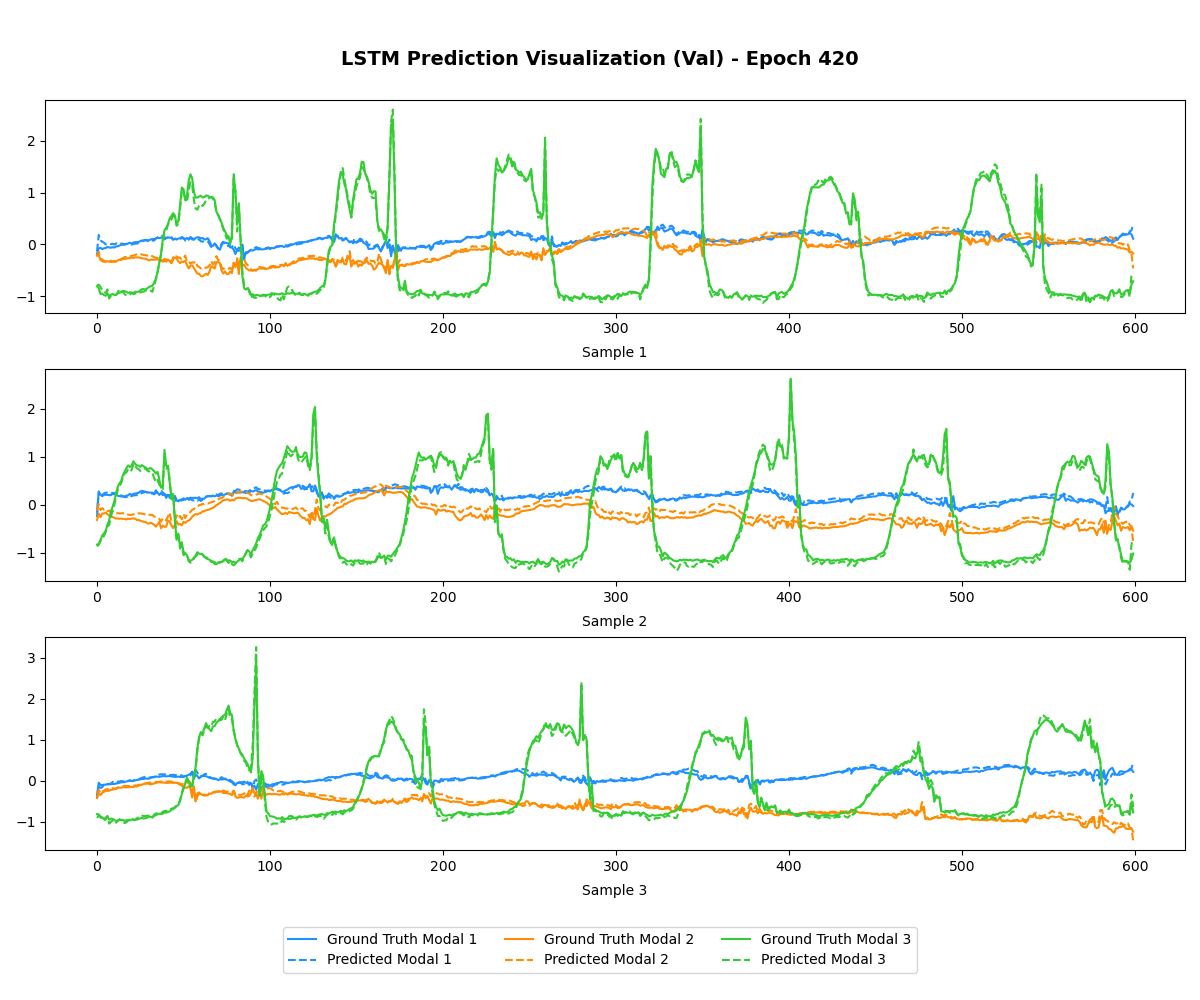 LSTM Prediction Visualization (Val) - Epoch 420
2
1
0
−1
0 100 200 300 400 500 600
Sample 1
2
1
0
−1
0 100 200 300 400 500 600
Sample 2
3
2
1
0
−1
0 100 200 300 400 500 600
Sample 3
Ground Truth Modal 1 Ground Truth Modal 2 Ground Truth Modal 3
Predicted Modal 1 Predicted Modal 2 Predicted Modal 3